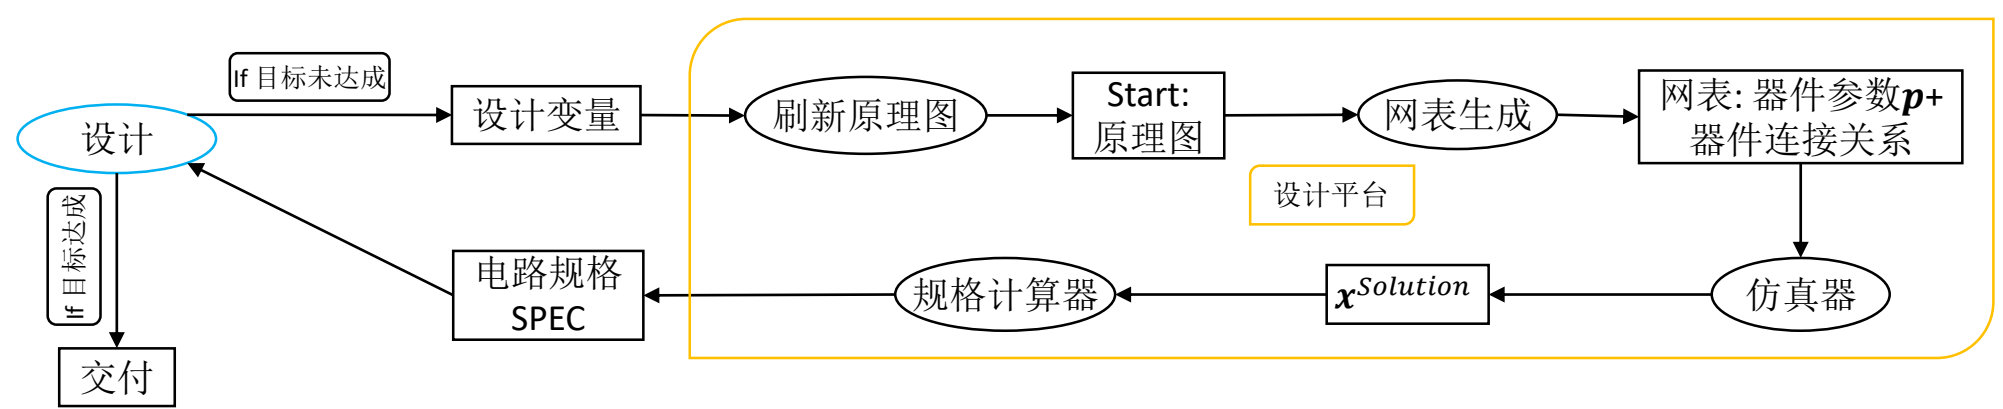 If 目标未达成
设计
设计变量
刷新原理图
Start:
原理图
网表生成
网表: 器件参数p+
器件连接关系
设计平台
If 目标达成
电路规格
SPEC
规格计算器
x^Solution
仿真器
交付